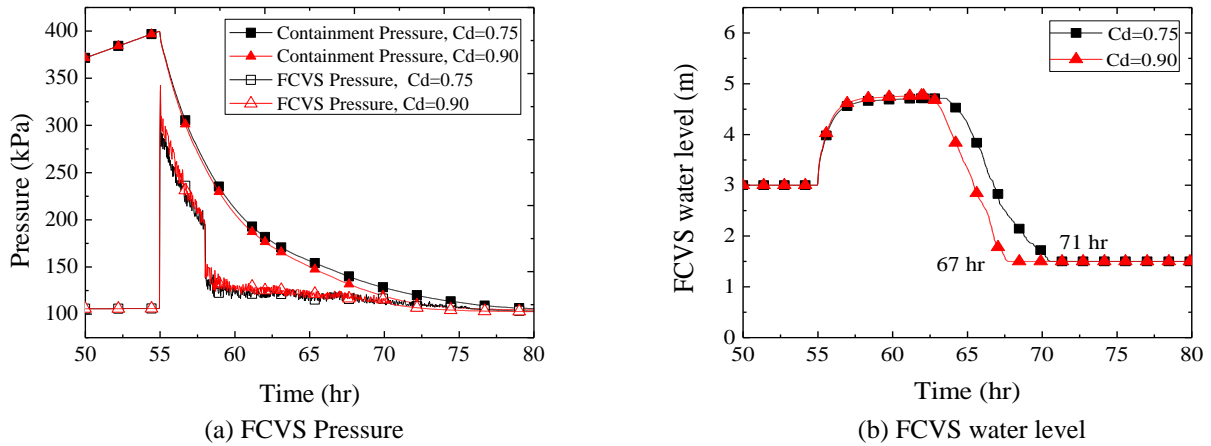 400
350
300
250
200
150
100
Pressure (kPa)
Containment Pressure, Cd=0.75
Containment Pressure, Cd=0.90
FCVS Pressure, Cd=0.75
FCVS Pressure, Cd=0.90
50 55 60 65 70 75 80
Time (hr)
(a) FCVS Pressure
6
5
4
3
2
1
0
FCVS water level (m)
Cd=0.75
Cd=0.90
71 hr
67 hr
50 55 60 65 70 75 80
Time (hr)
(b) FCVS water level